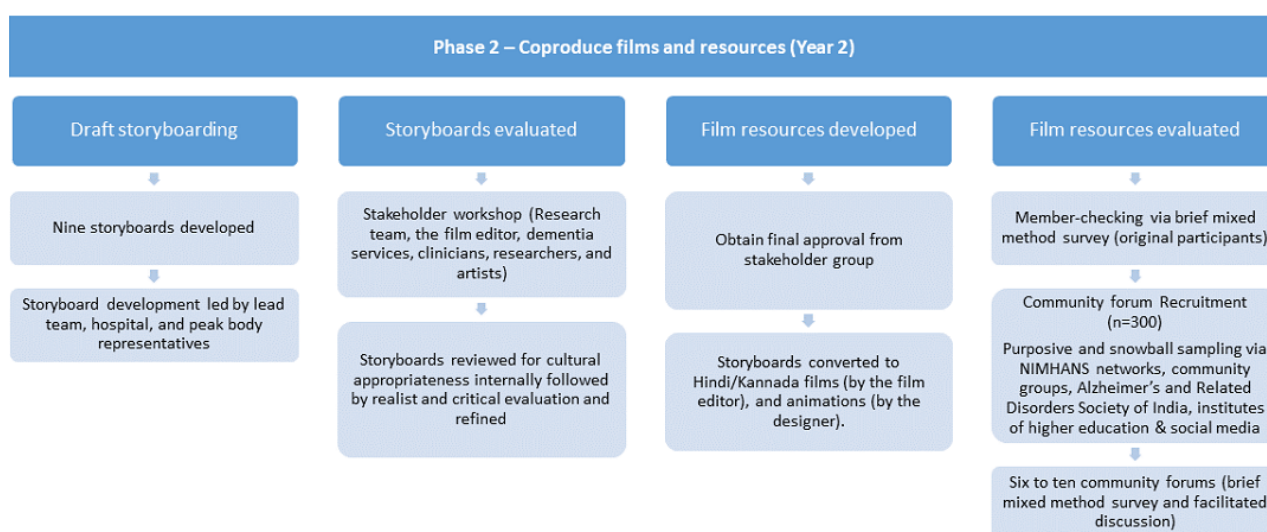 Phase 2 – Coproduce films and resources (Year 2)
Draft storyboarding
Nine storyboards developed
Storyboard development led by lead
team, hospital, and peak body
representatives
Storyboards evaluated
Stakeholder workshop (Research
team, the film editor, dementia
services, clinicians, researchers, and
artists)
Storyboards reviewed for cultural
appropriateness internally followed
by realist and critical evaluation and
refined
Film resources developed
Obtain final approval from
stakeholder group
Storyboards converted to
Hindi/Kannada films (by the film
editor), and animations (by the
designer).
Film resources evaluated
Member-checking via brief mixed
method survey (original participants)
Community forum Recruitment
(n=300)
Purposive and snowball sampling via
NIMHANS networks, community
groups, Alzheimer's and Related
Disorders Society of India, institutes
of higher education & social media
Six to ten community forums (brief
mixed method survey and facilitated
discussion)